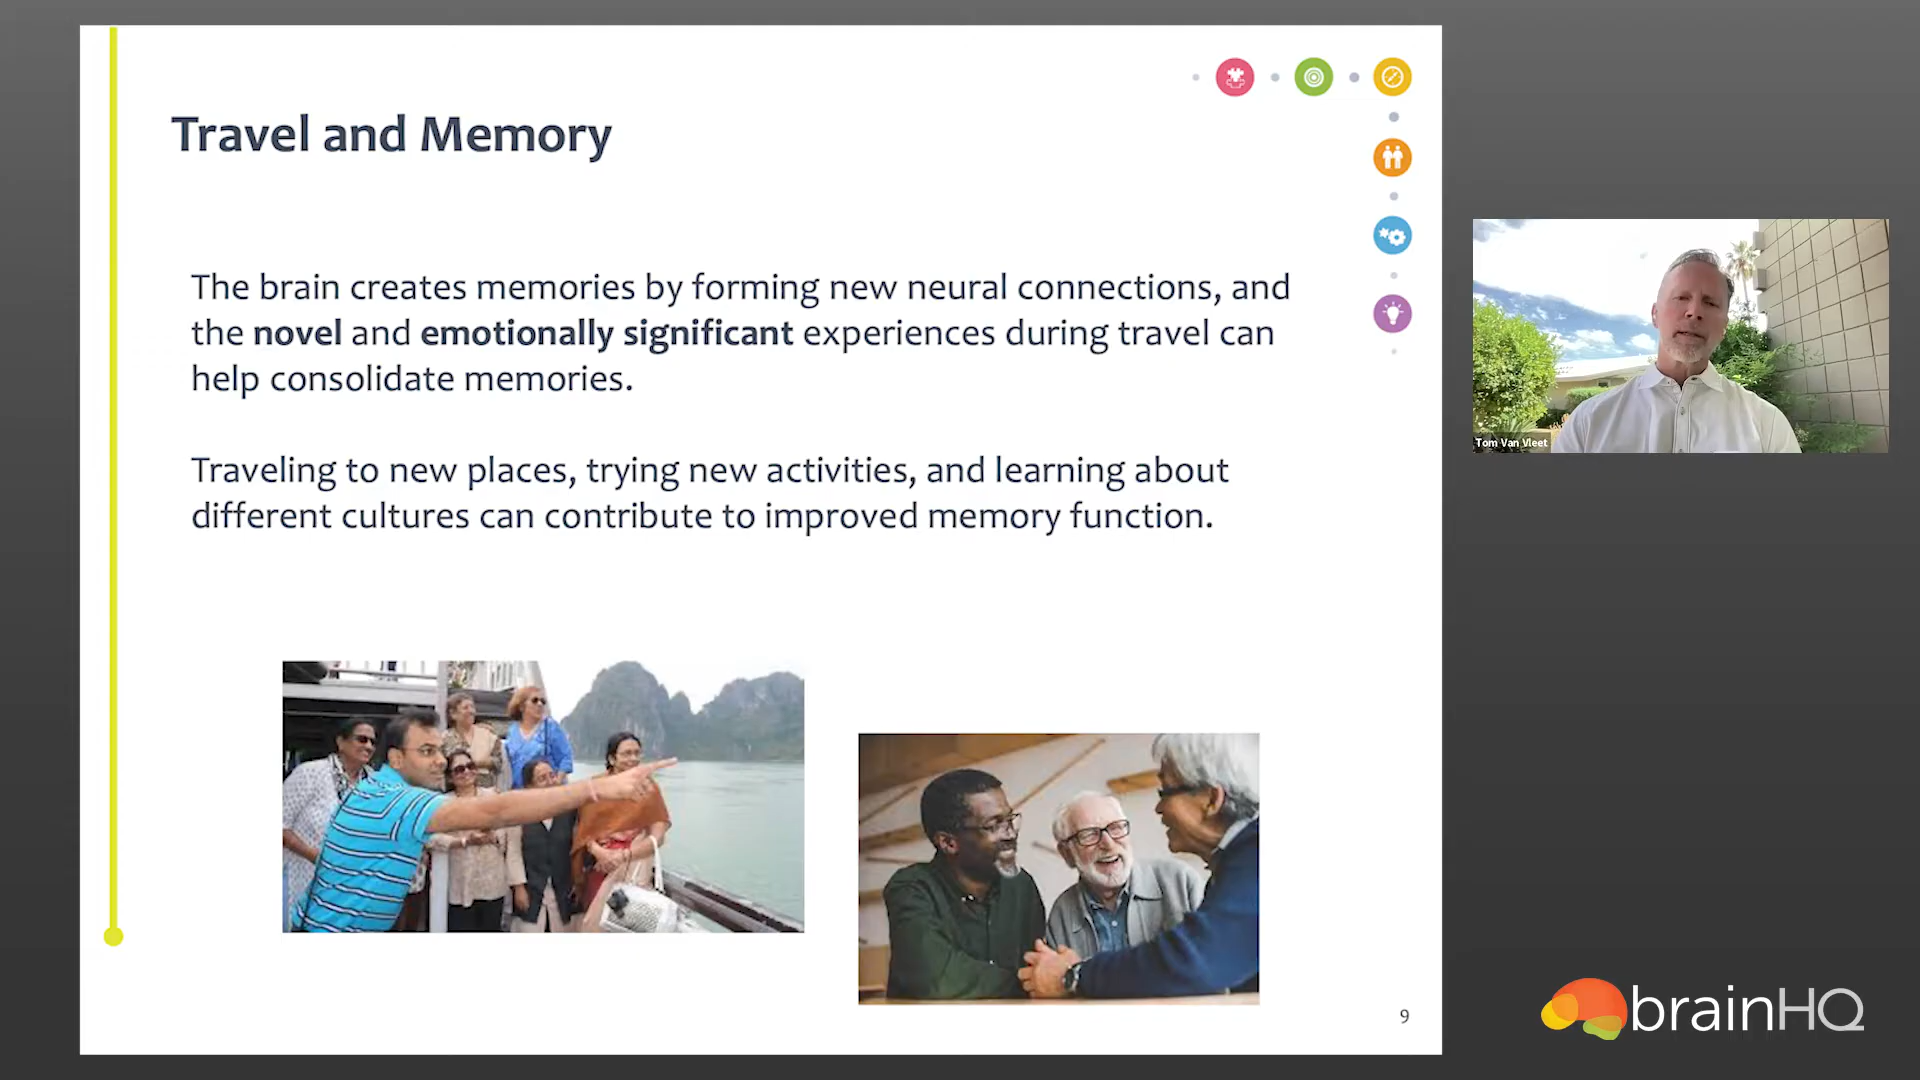 Travel and Memory
The brain creates memories by forming new neural connections, and
the novel and emotionally significant experiences during travel can
help consolidate memories.
Traveling to new places, trying new activities, and learning about
different cultures can contribute to improved memory function.
9
Tom Van Vleet
brainHQ